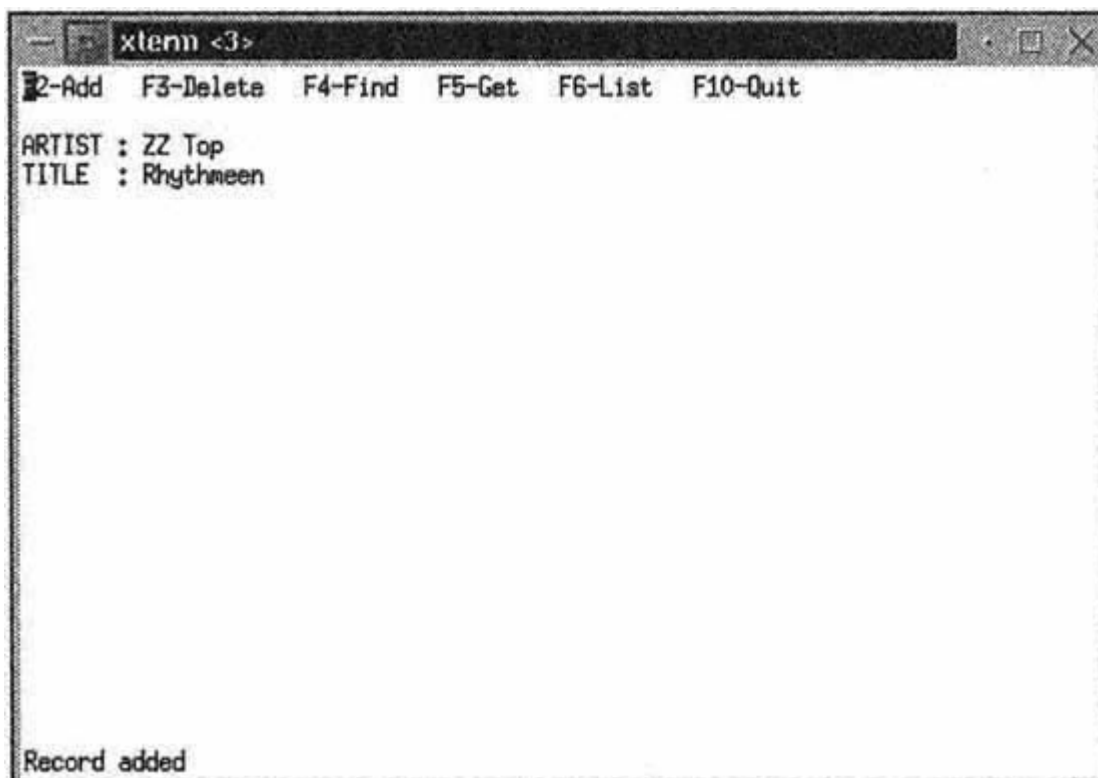 xterm <3>
F2-Add F3-Delete F4-Find F5-Get F6-List F10-Quit
ARTIST : ZZ Top
TITLE : Rhythmeen
Record added